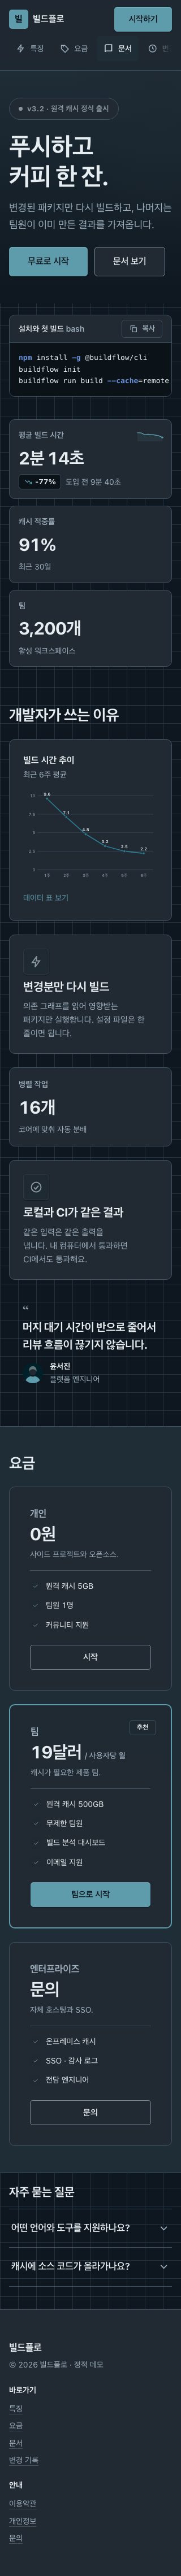 빌 빌드플로
시작하기
특징 요금 문서
v3.2 · 원격 캐시 정식 출시
푸시하고
커피 한 잔.
변경된 패키지만 다시 빌드하고, 나머지는
팀원이 이미 만든 결과를 가져옵니다.
무료로 시작 문서 보기
설치와 첫 빌드 bash 복사
npm install -g @buildflow/cli
buildflow init
buildflow run build --cache=remote
평균 빌드 시간
2분 14초
-77% 도입 전 9분 40초
캐시 적중률
91%
최근 30일
팀
3,200개
활성 워크스페이스
개발자가 쓰는 이유
빌드 시간 추이
최근 6주 평균
10
7.5
5
2.5
0
9.6
7.1
4.8
3.2
2.5
2.2
데이터 표 보기
변경분만 다시 빌드
의존 그래프를 읽어 영향받는
패키지만 실행합니다. 설정 파일은 한
줄이면 됩니다.
병렬 작업
16개
코어에 맞춰 자동 분배
로컬과 CI가 같은 결과
같은 입력은 같은 출력을
냅니다. 내 컴퓨터에서 통과하면
CI에서도 통과해요.
“
머지 대기 시간이 반으로 줄어서
리뷰 흐름이 끊기지 않습니다.
윤서진
플랫폼 엔지니어
요금
개인
0원
사이드 프로젝트와 오픈소스.
원격 캐시 5GB
팀원 1명
커뮤니티 지원
시작
팀
추천
19달러 / 사용자당 월
캐시가 필요한 제품 팀.
원격 캐시 500GB
무제한 팀원
빌드 분석 대시보드
이메일 지원
팀으로 시작
엔터프라이즈
문의
자체 호스팅과 SSO.
온프레미스 캐시
SSO · 감사 로그
전담 엔지니어
문의
자주 묻는 질문
어떤 언어와 도구를 지원하나요?
캐시에 소스 코드가 올라가나요?
빌드플로
© 2026 빌드플로 · 정적 데모
바로가기
특징
요금
문서
변경 기록
안내
이용약관
개인정보
문의